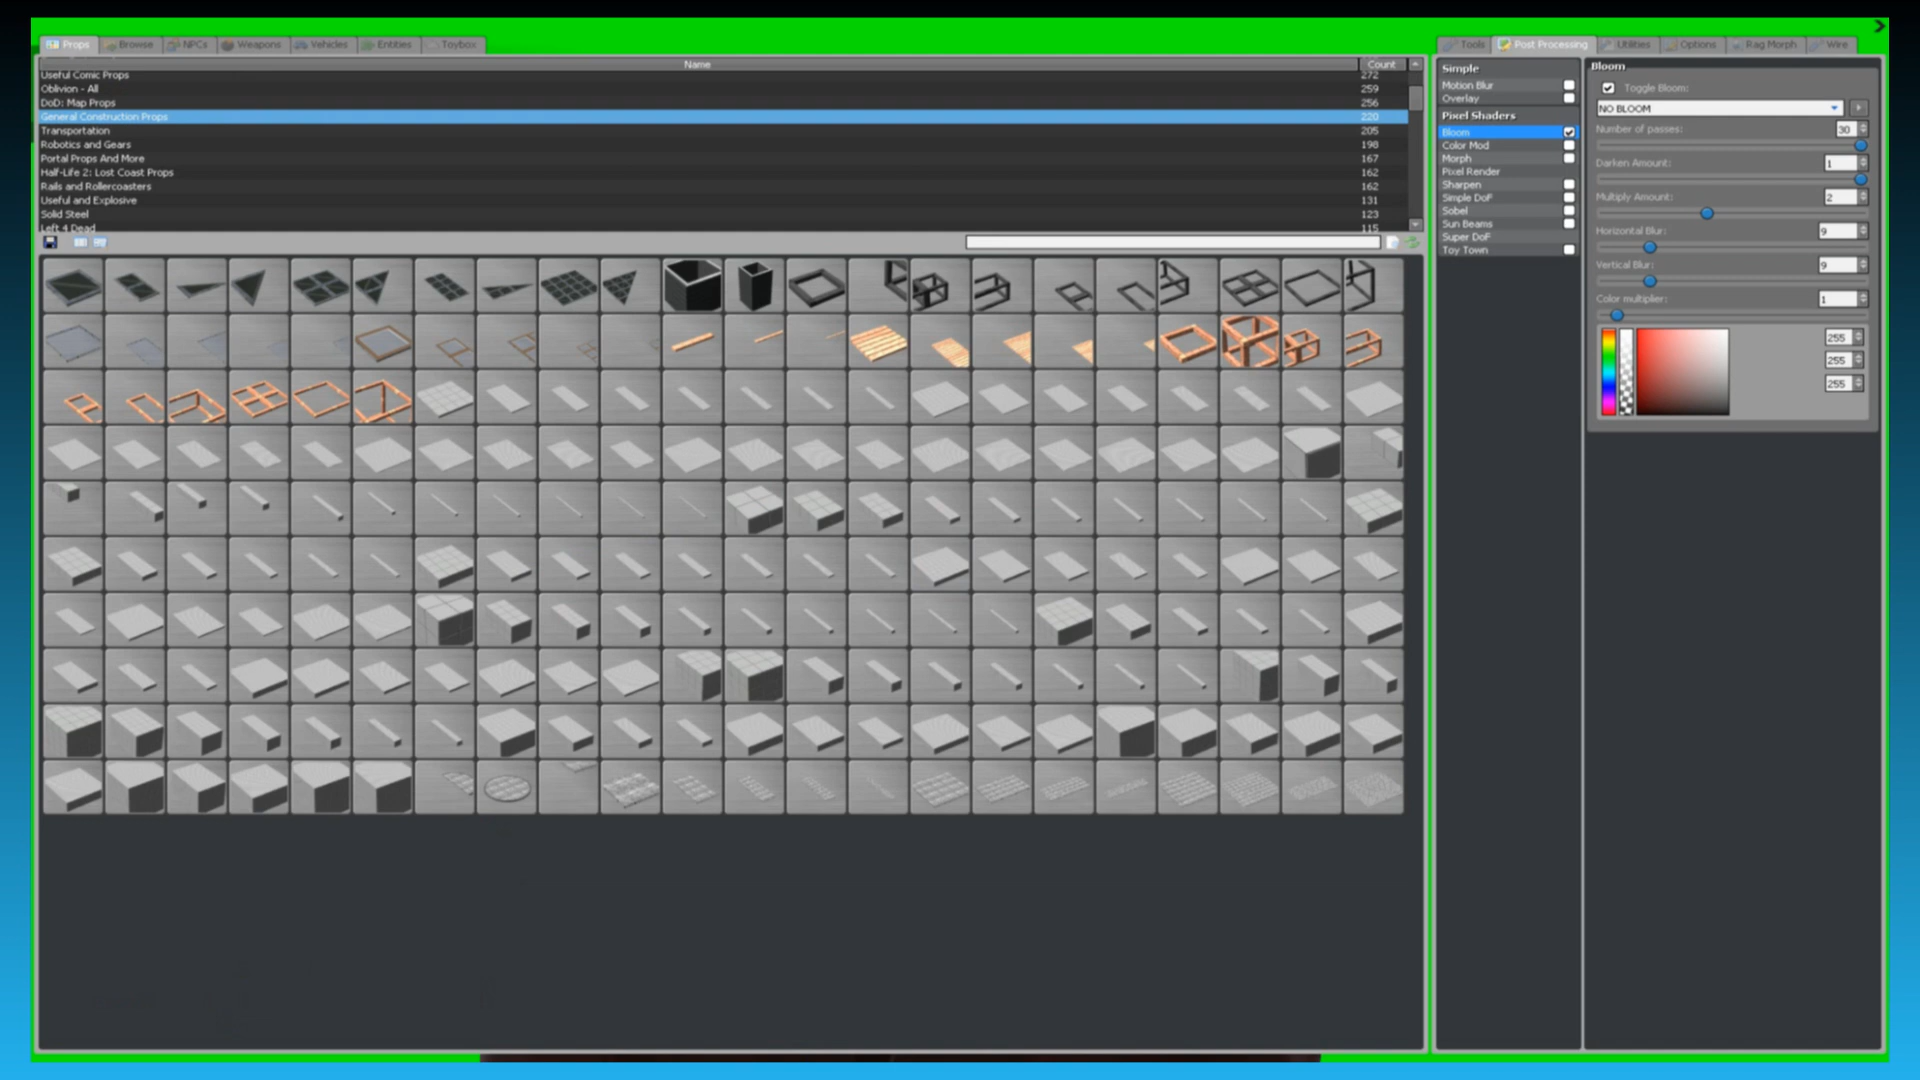 Props Browse NPCs Weapons Vehicles Entities Toybox
Name Count
Useful Comic Props 272
Oblivion - All 259
DoD: Map Props 256
General Construction Props 220
Transportation 205
Robotics and Gears 198
Portal Props And More 167
Half-Life 2: Lost Coast Props 162
Rails and Rollercoasters 162
Useful and Explosive 131
Solid Steel 123
Left 4 Dead 115
Tools Post Processing Utilities Options Rag Morph Wire
Simple
Motion Blur
Overlay
Pixel Shaders
Bloom
Color Mod
Morph
Pixel Render
Sharpen
Simple DoF
Sobel
Sun Beams
Super DoF
Toy Town
Bloom
Toggle Bloom:
NO BLOOM
Number of passes: 30
Darken Amount: 1
Multiply Amount: 2
Horizontal Blur: 9
Vertical Blur: 9
Color multiplier: 1
255
255
255